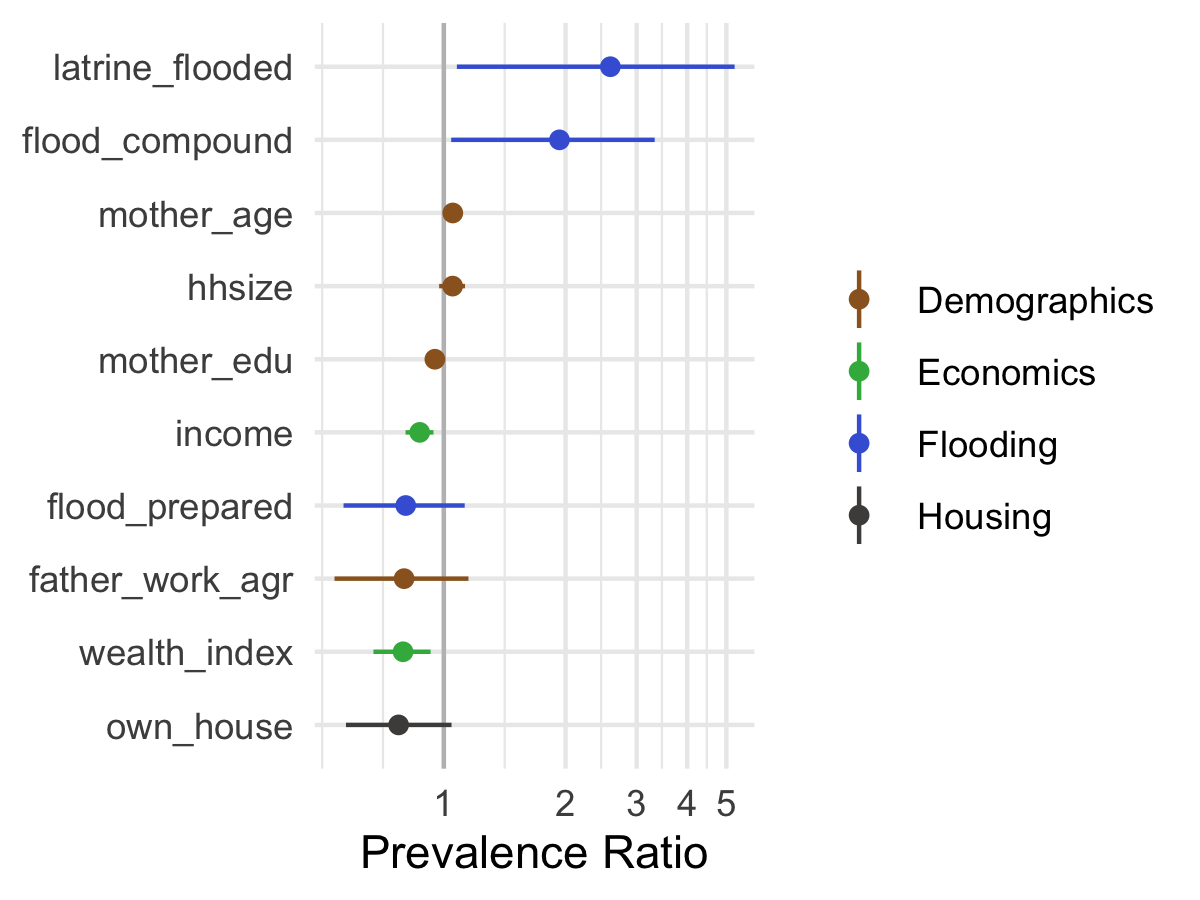 latrine_flooded
flood_compound
mother_age
hhsize
mother_edu
income
flood_prepared
father_work_agr
wealth_index
own_house
1 2 3 4 5
Prevalence Ratio
Demographics
Economics
Flooding
Housing